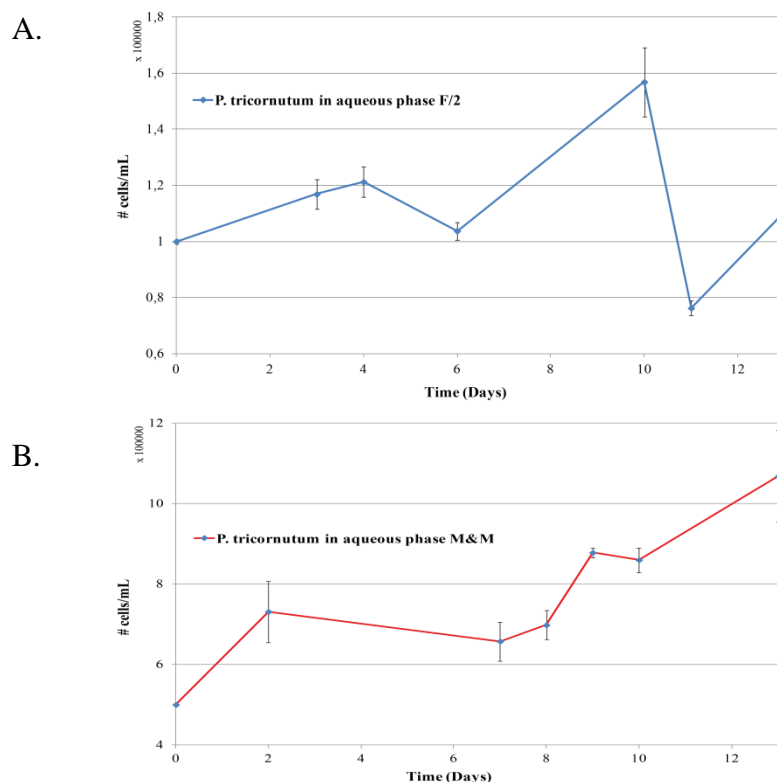 A.
x 100000
1,8
1,6
1,4
1,2
1
0,8
0,6
# cells/mL
P. tricornutum in aqueous phase F/2
0 2 4 6 8 10 12
Time (Days)
B.
x 100000
12
10
8
6
4
# cells/mL
P. tricornutum in aqueous phase M&M
0 2 4 6 8 10 12
Time (Days)